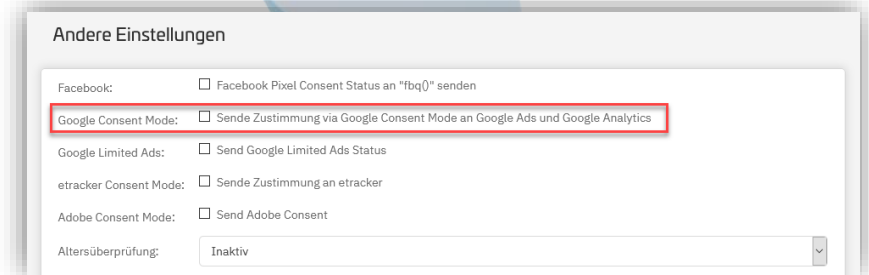 Andere Einstellungen
Facebook: Facebook Pixel Consent Status an "fbq()" senden
Google Consent Mode: Sende Zustimmung via Google Consent Mode an Google Ads und Google Analytics
Google Limited Ads: Send Google Limited Ads Status
etracker Consent Mode: Sende Zustimmung an etracker
Adobe Consent Mode: Send Adobe Consent
Altersüberprüfung: Inaktiv